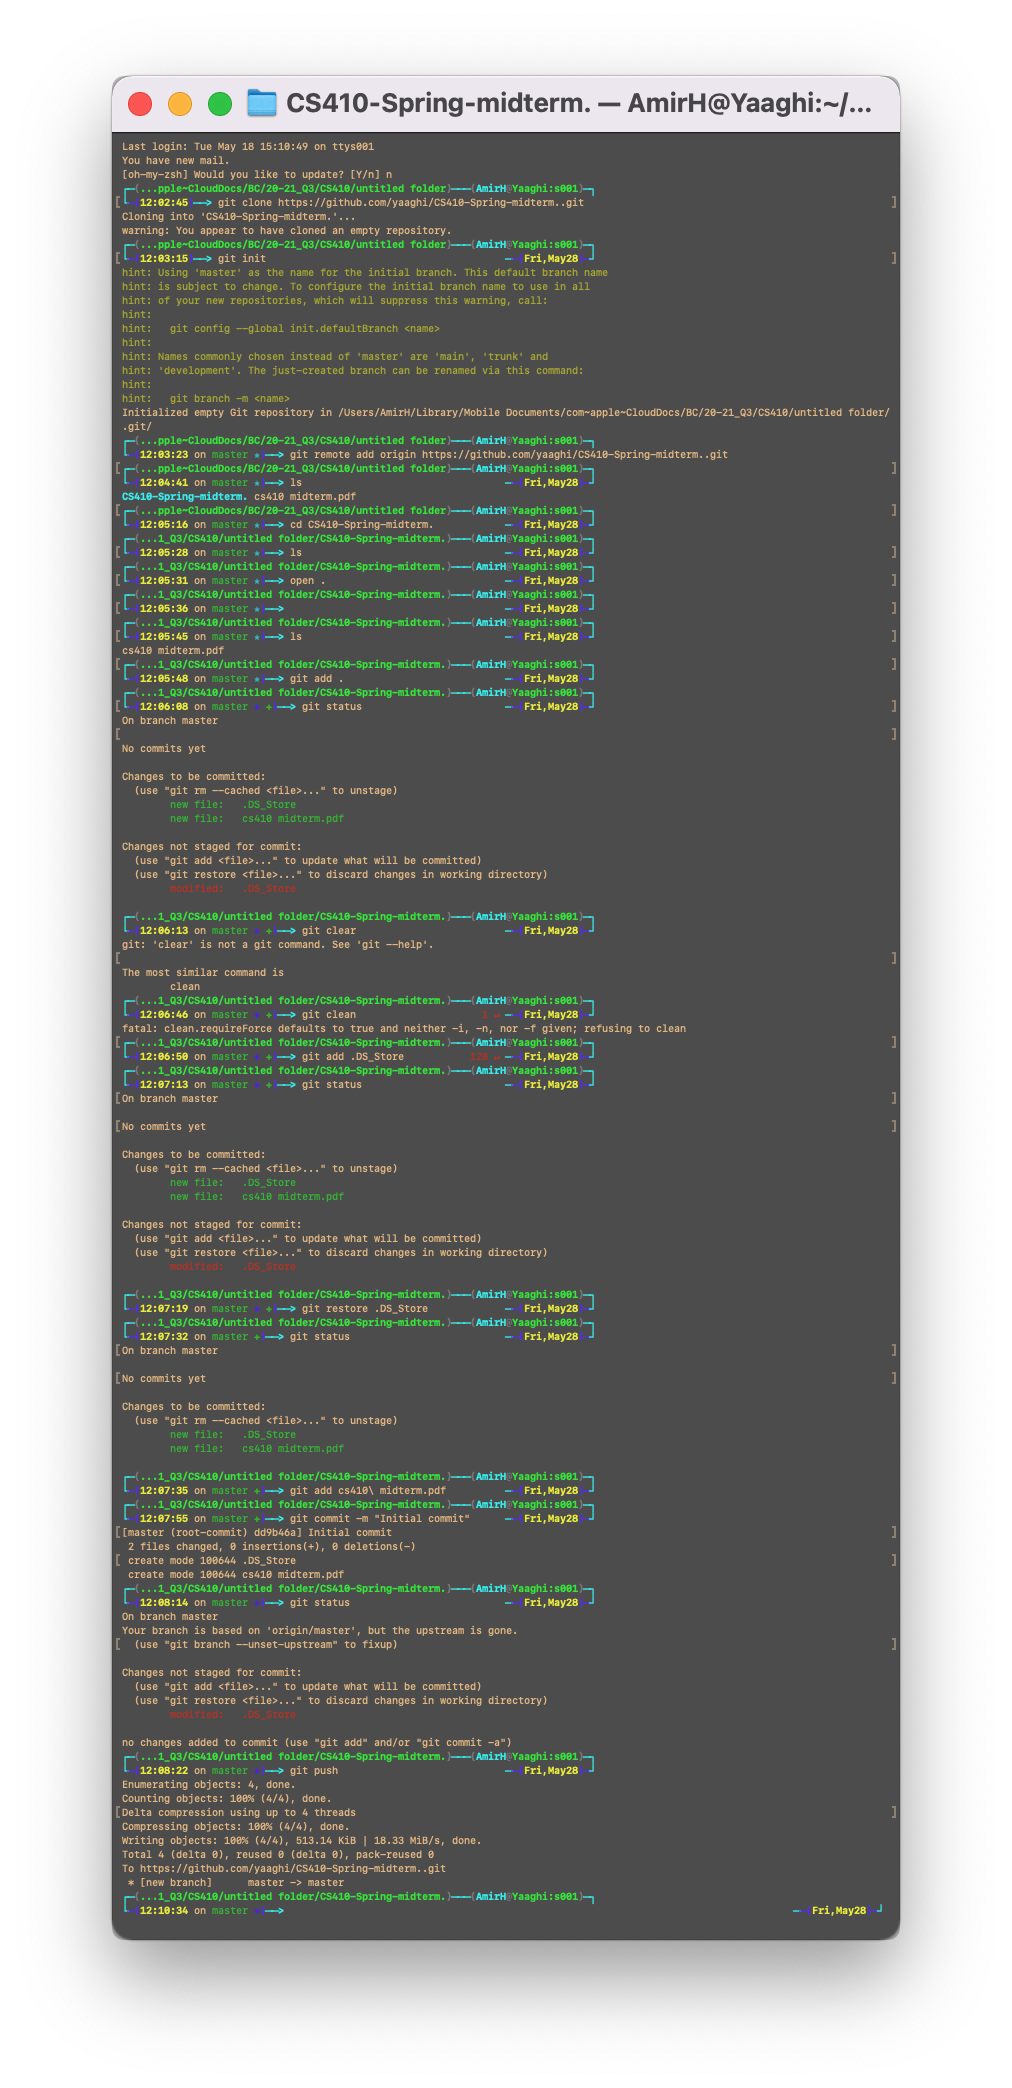 CS410-Spring-midterm. — AmirH@Yaaghi:~/...
Last login: Tue May 18 15:10:49 on ttys001
You have new mail.
[oh-my-zsh] Would you like to update? [Y/n] n
┌─(...pple~CloudDocs/BC/20-21_Q3/CS410/untitled folder)───(AmirH@Yaaghi:s001)─┐
[└─(12:02:45)──> git clone https://github.com/yaaghi/CS410-Spring-midterm..git ]
Cloning into 'CS410-Spring-midterm.'...
warning: You appear to have cloned an empty repository.
┌─(...pple~CloudDocs/BC/20-21_Q3/CS410/untitled folder)───(AmirH@Yaaghi:s001)─┐
[└─(12:03:15)──> git init ──(Fri,May28)─┘ ]
hint: Using 'master' as the name for the initial branch. This default branch name
hint: is subject to change. To configure the initial branch name to use in all
hint: of your new repositories, which will suppress this warning, call:
hint:
hint: git config --global init.defaultBranch <name>
hint:
hint: Names commonly chosen instead of 'master' are 'main', 'trunk' and
hint: 'development'. The just-created branch can be renamed via this command:
hint:
hint: git branch -m <name>
Initialized empty Git repository in /Users/AmirH/Library/Mobile Documents/com~apple~CloudDocs/BC/20-21_Q3/CS410/untitled folder/
.git/
┌─(...pple~CloudDocs/BC/20-21_Q3/CS410/untitled folder)───(AmirH@Yaaghi:s001)─┐
└─(12:03:23 on master ★)──> git remote add origin https://github.com/yaaghi/CS410-Spring-midterm..git
[┌─(...pple~CloudDocs/BC/20-21_Q3/CS410/untitled folder)───(AmirH@Yaaghi:s001)─┐ ]
└─(12:04:41 on master ★)──> ls ──(Fri,May28)─┘
CS410-Spring-midterm. cs410 midterm.pdf
[┌─(...pple~CloudDocs/BC/20-21_Q3/CS410/untitled folder)───(AmirH@Yaaghi:s001)─┐ ]
└─(12:05:16 on master ★)──> cd CS410-Spring-midterm. ──(Fri,May28)─┘
┌─(...1_Q3/CS410/untitled folder/CS410-Spring-midterm.)───(AmirH@Yaaghi:s001)─┐
[└─(12:05:28 on master ★)──> ls ──(Fri,May28)─┘ ]
┌─(...1_Q3/CS410/untitled folder/CS410-Spring-midterm.)───(AmirH@Yaaghi:s001)─┐
[└─(12:05:31 on master ★)──> open . ──(Fri,May28)─┘ ]
┌─(...1_Q3/CS410/untitled folder/CS410-Spring-midterm.)───(AmirH@Yaaghi:s001)─┐
[└─(12:05:36 on master ★)──> ──(Fri,May28)─┘ ]
┌─(...1_Q3/CS410/untitled folder/CS410-Spring-midterm.)───(AmirH@Yaaghi:s001)─┐
[└─(12:05:45 on master ★)──> ls ──(Fri,May28)─┘ ]
cs410 midterm.pdf
[┌─(...1_Q3/CS410/untitled folder/CS410-Spring-midterm.)───(AmirH@Yaaghi:s001)─┐ ]
└─(12:05:48 on master ★)──> git add . ──(Fri,May28)─┘
┌─(...1_Q3/CS410/untitled folder/CS410-Spring-midterm.)───(AmirH@Yaaghi:s001)─┐
[└─(12:06:08 on master ★ +)──> git status ──(Fri,May28)─┘ ]
On branch master
[ ]
No commits yet
Changes to be committed:
(use "git rm --cached <file>..." to unstage)
new file: .DS_Store
new file: cs410 midterm.pdf
Changes not staged for commit:
(use "git add <file>..." to update what will be committed)
(use "git restore <file>..." to discard changes in working directory)
modified: .DS_Store
┌─(...1_Q3/CS410/untitled folder/CS410-Spring-midterm.)───(AmirH@Yaaghi:s001)─┐
└─(12:06:13 on master ★ +)──> git clear ──(Fri,May28)─┘
git: 'clear' is not a git command. See 'git --help'.
[ ]
The most similar command is
clean
┌─(...1_Q3/CS410/untitled folder/CS410-Spring-midterm.)───(AmirH@Yaaghi:s001)─┐
└─(12:06:46 on master ★ +)──> git clean 1 ↵ ──(Fri,May28)─┘
fatal: clean.requireForce defaults to true and neither -i, -n, nor -f given; refusing to clean
[┌─(...1_Q3/CS410/untitled folder/CS410-Spring-midterm.)───(AmirH@Yaaghi:s001)─┐ ]
└─(12:06:50 on master ★ +)──> git add .DS_Store 128 ↵ ──(Fri,May28)─┘
┌─(...1_Q3/CS410/untitled folder/CS410-Spring-midterm.)───(AmirH@Yaaghi:s001)─┐
└─(12:07:13 on master ★ +)──> git status ──(Fri,May28)─┘
[On branch master ]
[No commits yet ]
Changes to be committed:
(use "git rm --cached <file>..." to unstage)
new file: .DS_Store
new file: cs410 midterm.pdf
Changes not staged for commit:
(use "git add <file>..." to update what will be committed)
(use "git restore <file>..." to discard changes in working directory)
modified: .DS_Store
┌─(...1_Q3/CS410/untitled folder/CS410-Spring-midterm.)───(AmirH@Yaaghi:s001)─┐
└─(12:07:19 on master ★ +)──> git restore .DS_Store ──(Fri,May28)─┘
┌─(...1_Q3/CS410/untitled folder/CS410-Spring-midterm.)───(AmirH@Yaaghi:s001)─┐
└─(12:07:32 on master +)──> git status ──(Fri,May28)─┘
[On branch master ]
[No commits yet ]
Changes to be committed:
(use "git rm --cached <file>..." to unstage)
new file: .DS_Store
new file: cs410 midterm.pdf
┌─(...1_Q3/CS410/untitled folder/CS410-Spring-midterm.)───(AmirH@Yaaghi:s001)─┐
└─(12:07:35 on master +)──> git add cs410\ midterm.pdf ──(Fri,May28)─┘
┌─(...1_Q3/CS410/untitled folder/CS410-Spring-midterm.)───(AmirH@Yaaghi:s001)─┐
└─(12:07:55 on master +)──> git commit -m "Initial commit" ──(Fri,May28)─┘
[[master (root-commit) dd9b46a] Initial commit ]
2 files changed, 0 insertions(+), 0 deletions(-)
[ create mode 100644 .DS_Store ]
create mode 100644 cs410 midterm.pdf
┌─(...1_Q3/CS410/untitled folder/CS410-Spring-midterm.)───(AmirH@Yaaghi:s001)─┐
└─(12:08:14 on master ★)──> git status ──(Fri,May28)─┘
On branch master
Your branch is based on 'origin/master', but the upstream is gone.
[ (use "git branch --unset-upstream" to fixup) ]
Changes not staged for commit:
(use "git add <file>..." to update what will be committed)
(use "git restore <file>..." to discard changes in working directory)
modified: .DS_Store
no changes added to commit (use "git add" and/or "git commit -a")
┌─(...1_Q3/CS410/untitled folder/CS410-Spring-midterm.)───(AmirH@Yaaghi:s001)─┐
└─(12:08:22 on master ★)──> git push ──(Fri,May28)─┘
Enumerating objects: 4, done.
Counting objects: 100% (4/4), done.
[Delta compression using up to 4 threads ]
Compressing objects: 100% (4/4), done.
Writing objects: 100% (4/4), 513.14 KiB | 18.33 MiB/s, done.
Total 4 (delta 0), reused 0 (delta 0), pack-reused 0
To https://github.com/yaaghi/CS410-Spring-midterm..git
* [new branch] master -> master
┌─(...1_Q3/CS410/untitled folder/CS410-Spring-midterm.)───(AmirH@Yaaghi:s001)─┐
└─(12:10:34 on master ★)──> ──(Fri,May28)─┘